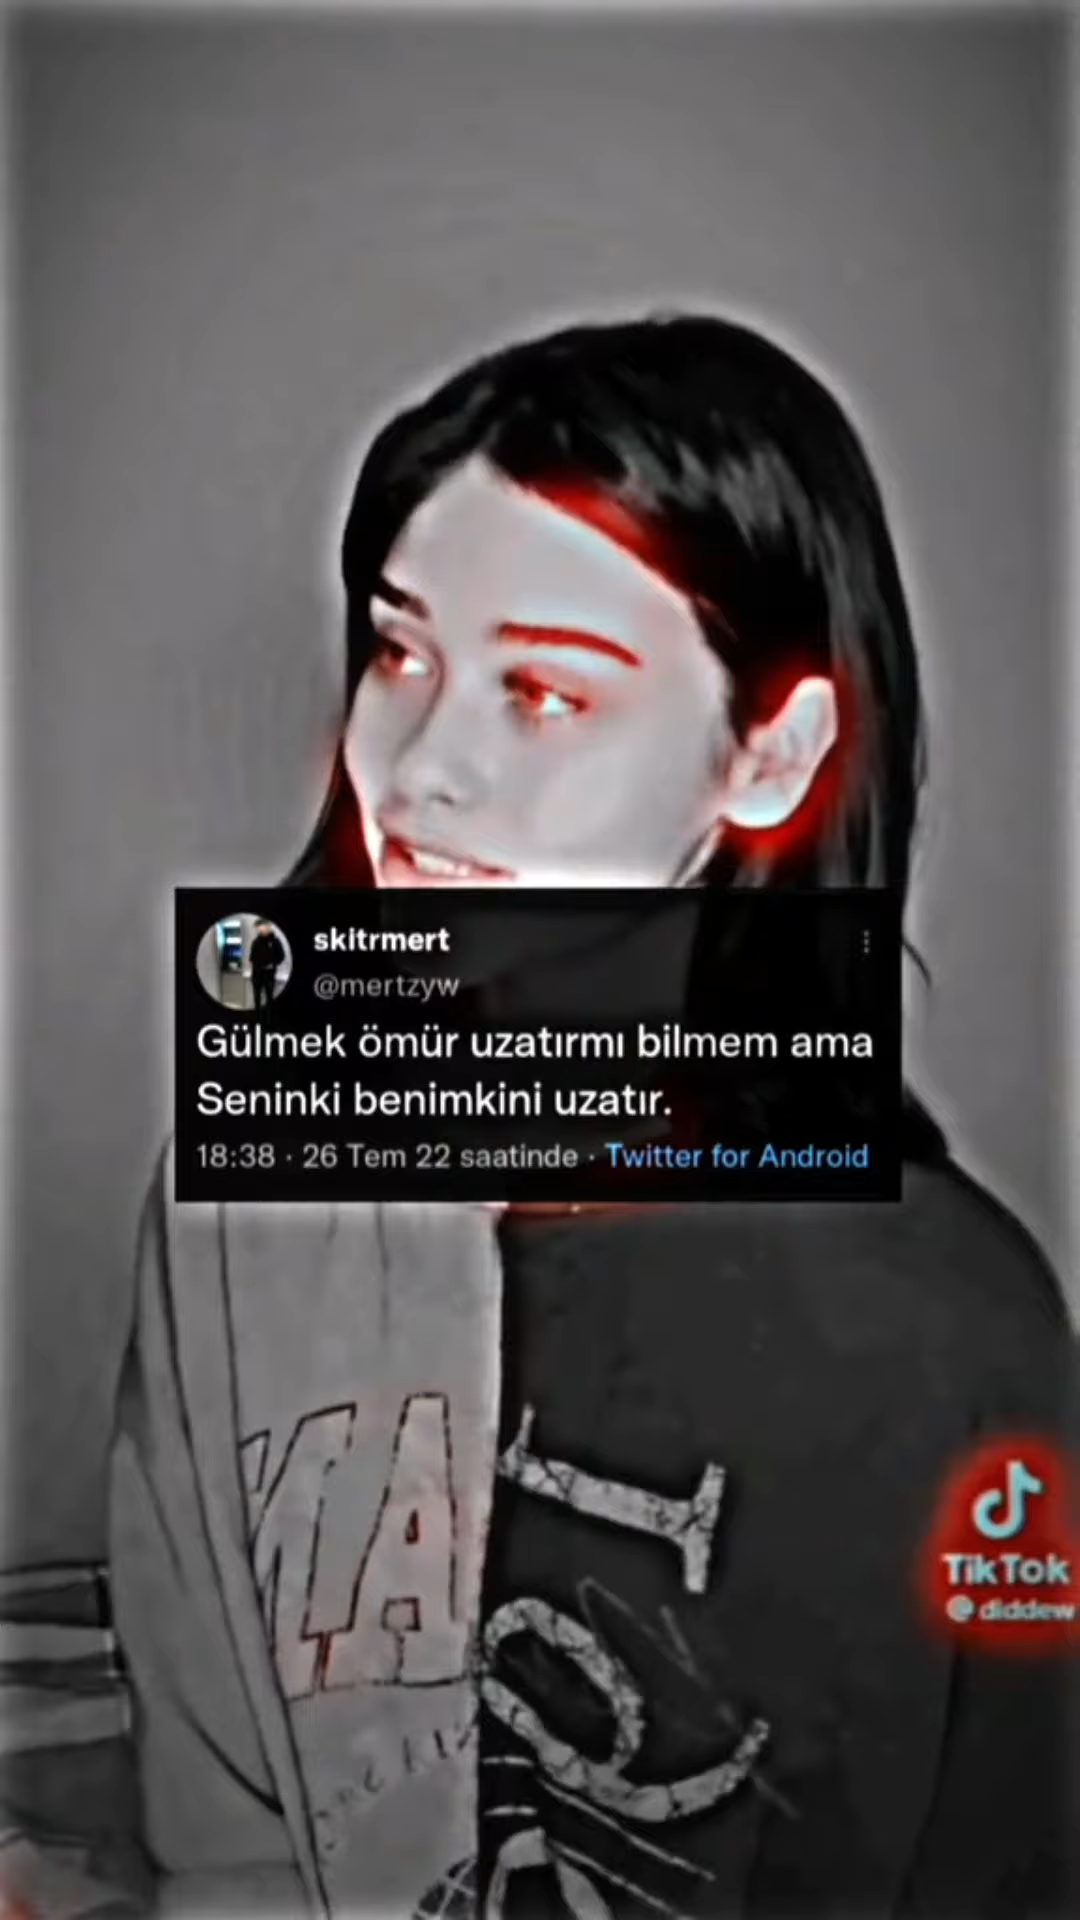 skitrmert
@mertzyw
Gülmek ömür uzatırmı bilmem ama
Seninki benimkini uzatır.
18:38 · 26 Tem 22 saatinde · Twitter for Android
MA
TikTok
@diddew